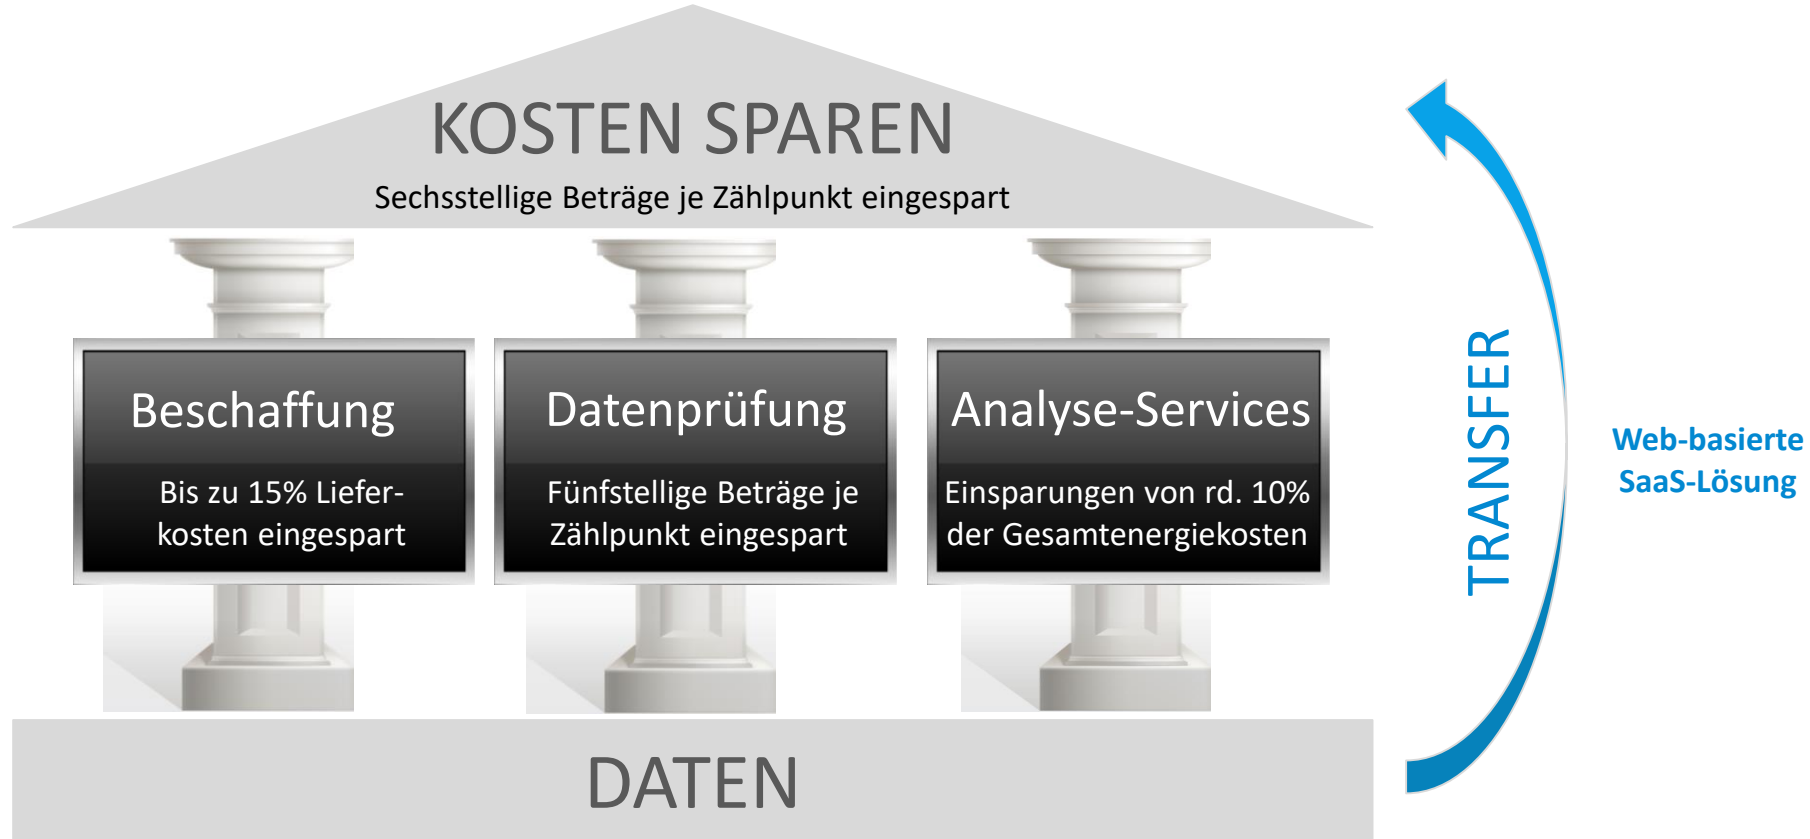 KOSTEN SPAREN
Sechsstellige Beträge je Zählpunkt eingespart
Beschaffung
Bis zu 15% Liefer-
kosten eingespart
Datenprüfung
Fünfstellige Beträge je
Zählpunkt eingespart
Analyse-Services
Einsparungen von rd. 10%
der Gesamtenergiekosten
TRANSFER
Web-basierte
SaaS-Lösung
DATEN